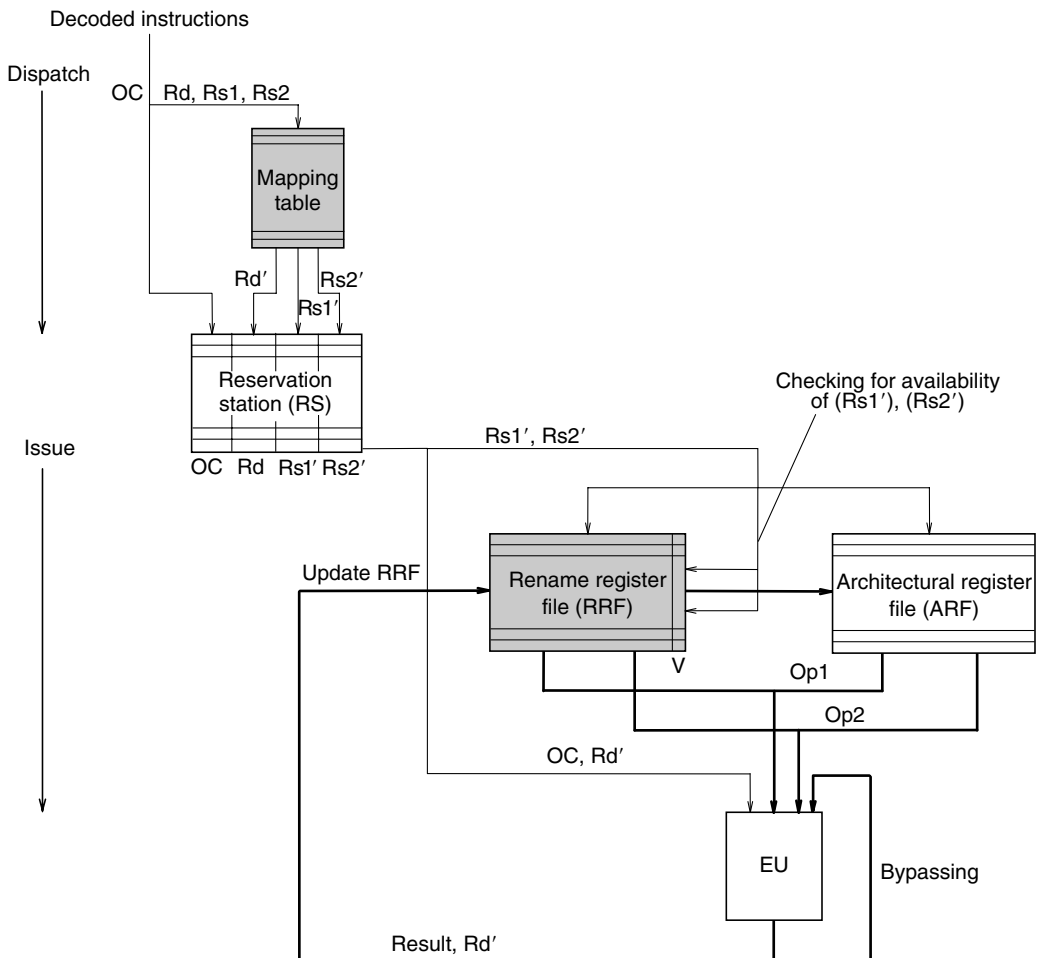 Decoded instructions
Dispatch
OC
Rd, Rs1, Rs2
Mapping
table
Rd′
Rs2′
Rs1′
Reservation
station (RS)
Checking for availability
of (Rs1′), (Rs2′)
Issue
Rs1′, Rs2′
OC Rd Rs1′ Rs2′
Update RRF
Rename register
file (RRF)
Architectural register
file (ARF)
V
Op1
Op2
OC, Rd′
EU
Bypassing
Result, Rd′